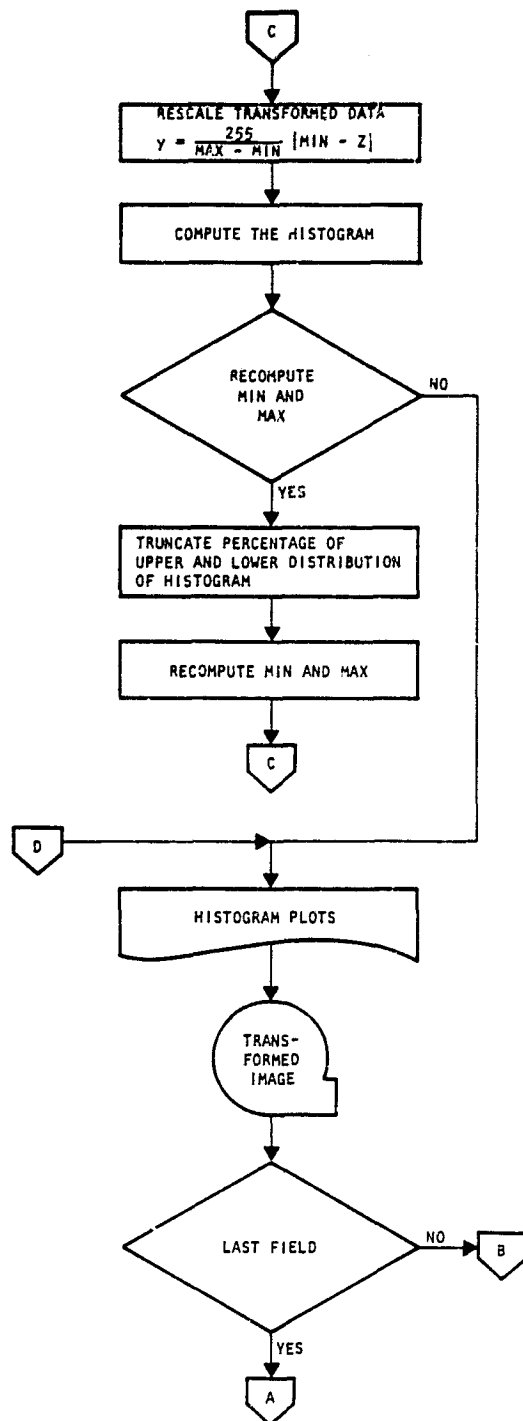 C
RESCALE TRANSFORMED DATA
y = 255 / MAX - MIN [MIN - Z]
COMPUTE THE HISTOGRAM
RECOMPUTE
MIN AND
MAX
NO
YES
TRUNCATE PERCENTAGE OF
UPPER AND LOWER DISTRIBUTION
OF HISTOGRAM
RECOMPUTE MIN AND MAX
C
D
HISTOGRAM PLOTS
TRANS-
FORMED
IMAGE
LAST FIELD
NO
B
YES
A